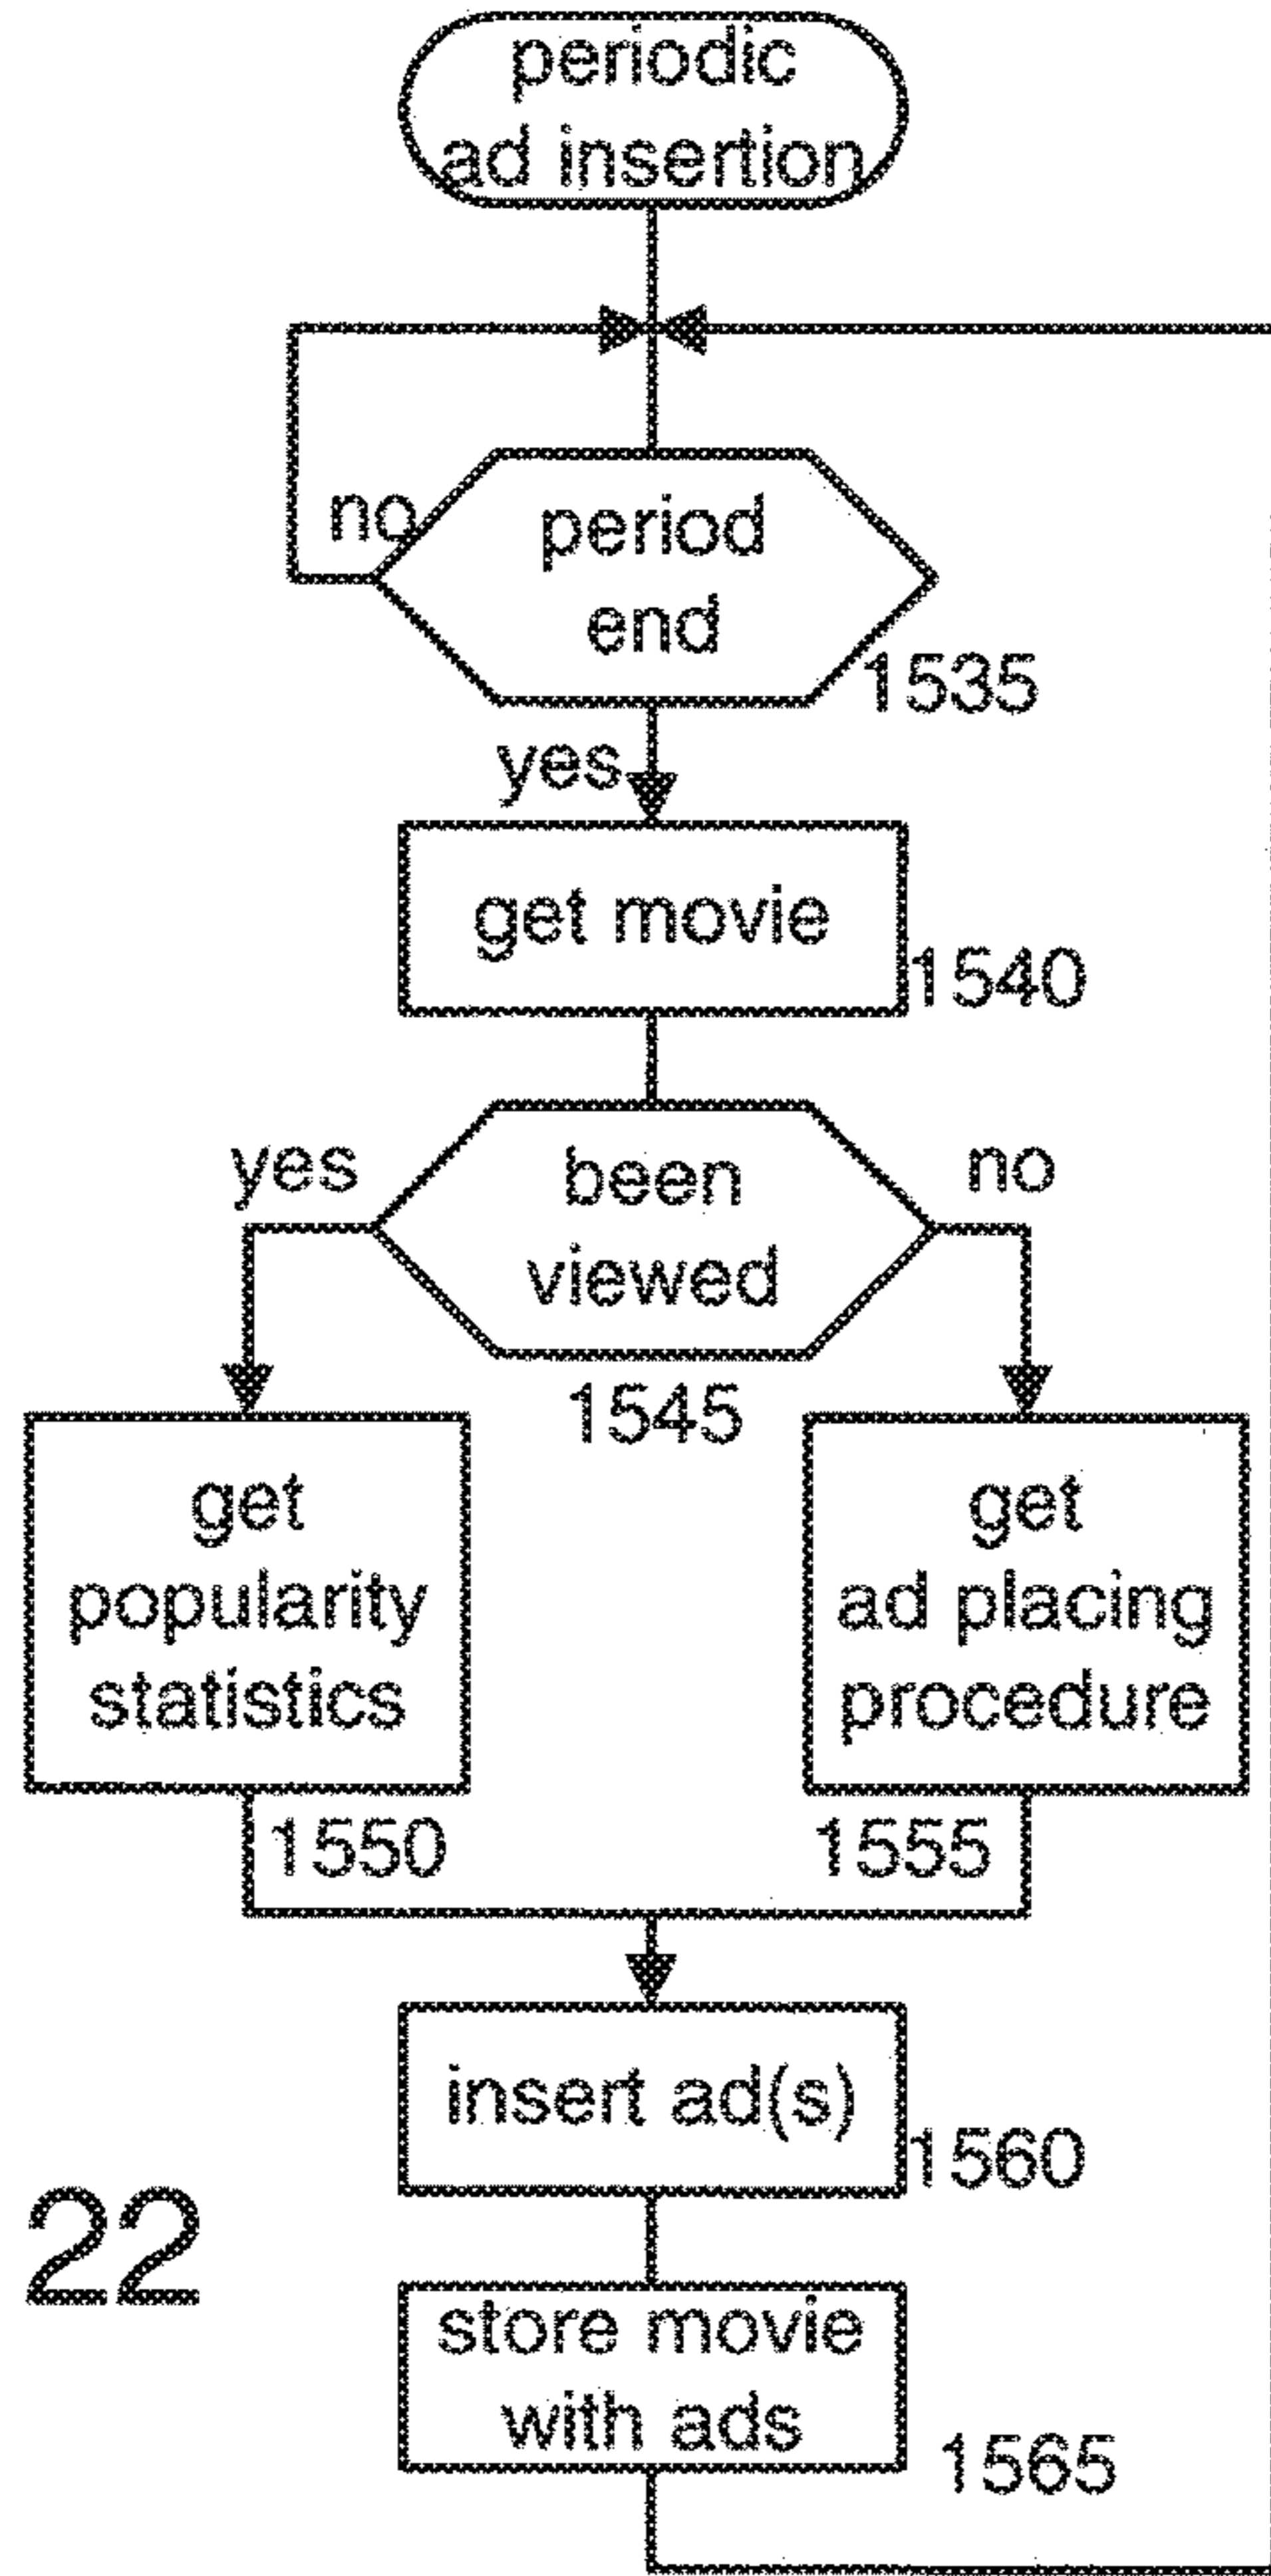 periodic
ad insertion
no
period
end
1535
yes
get movie
1540
yes
been
viewed
no
1545
get
popularity
statistics
get
ad placing
procedure
1550
1555
insert ad(s)
1560
22
store movie
with ads
1565